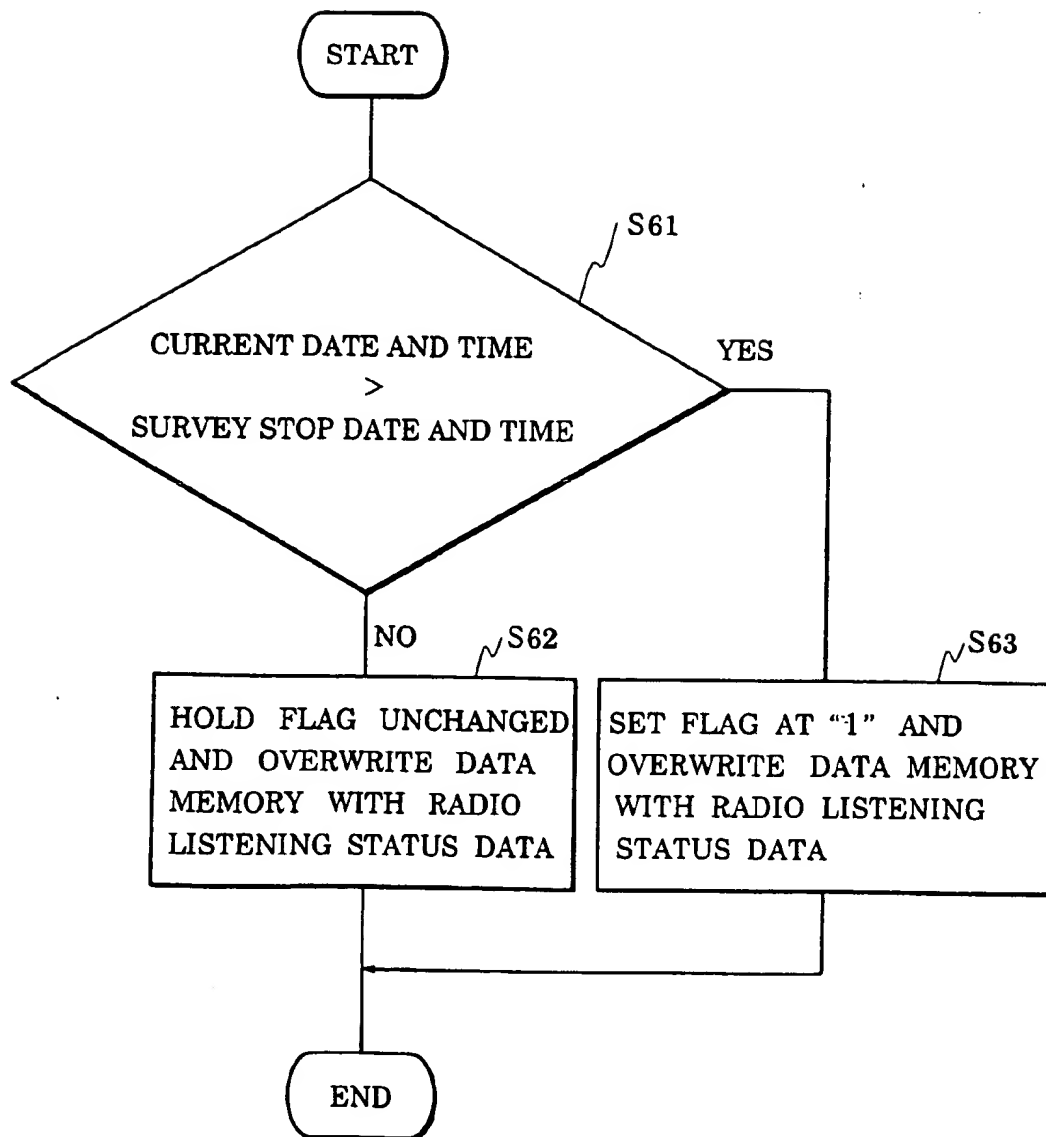 START
S61
CURRENT DATE AND TIME
>
SURVEY STOP DATE AND TIME
YES
NO
S62
HOLD FLAG UNCHANGED
AND OVERWRITE DATA
MEMORY WITH RADIO
LISTENING STATUS DATA
S63
SET FLAG AT “1” AND
OVERWRITE DATA MEMORY
WITH RADIO LISTENING
STATUS DATA
END